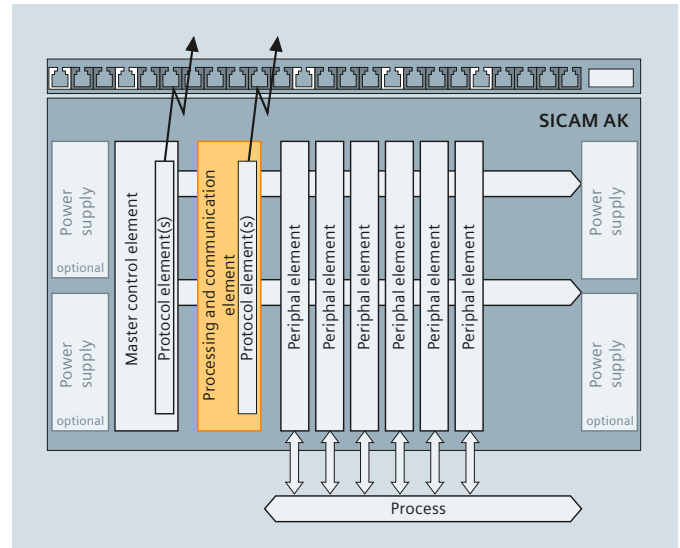 SICAM AK
Power
supply
optional
Power
supply
optional
Master control element
Protocol element(s)
Processing and communication
element
Protocol element(s)
Periphal element
Periphal element
Periphal element
Periphal element
Periphal element
Periphal element
Power
supply
Power
supply
optional
Process